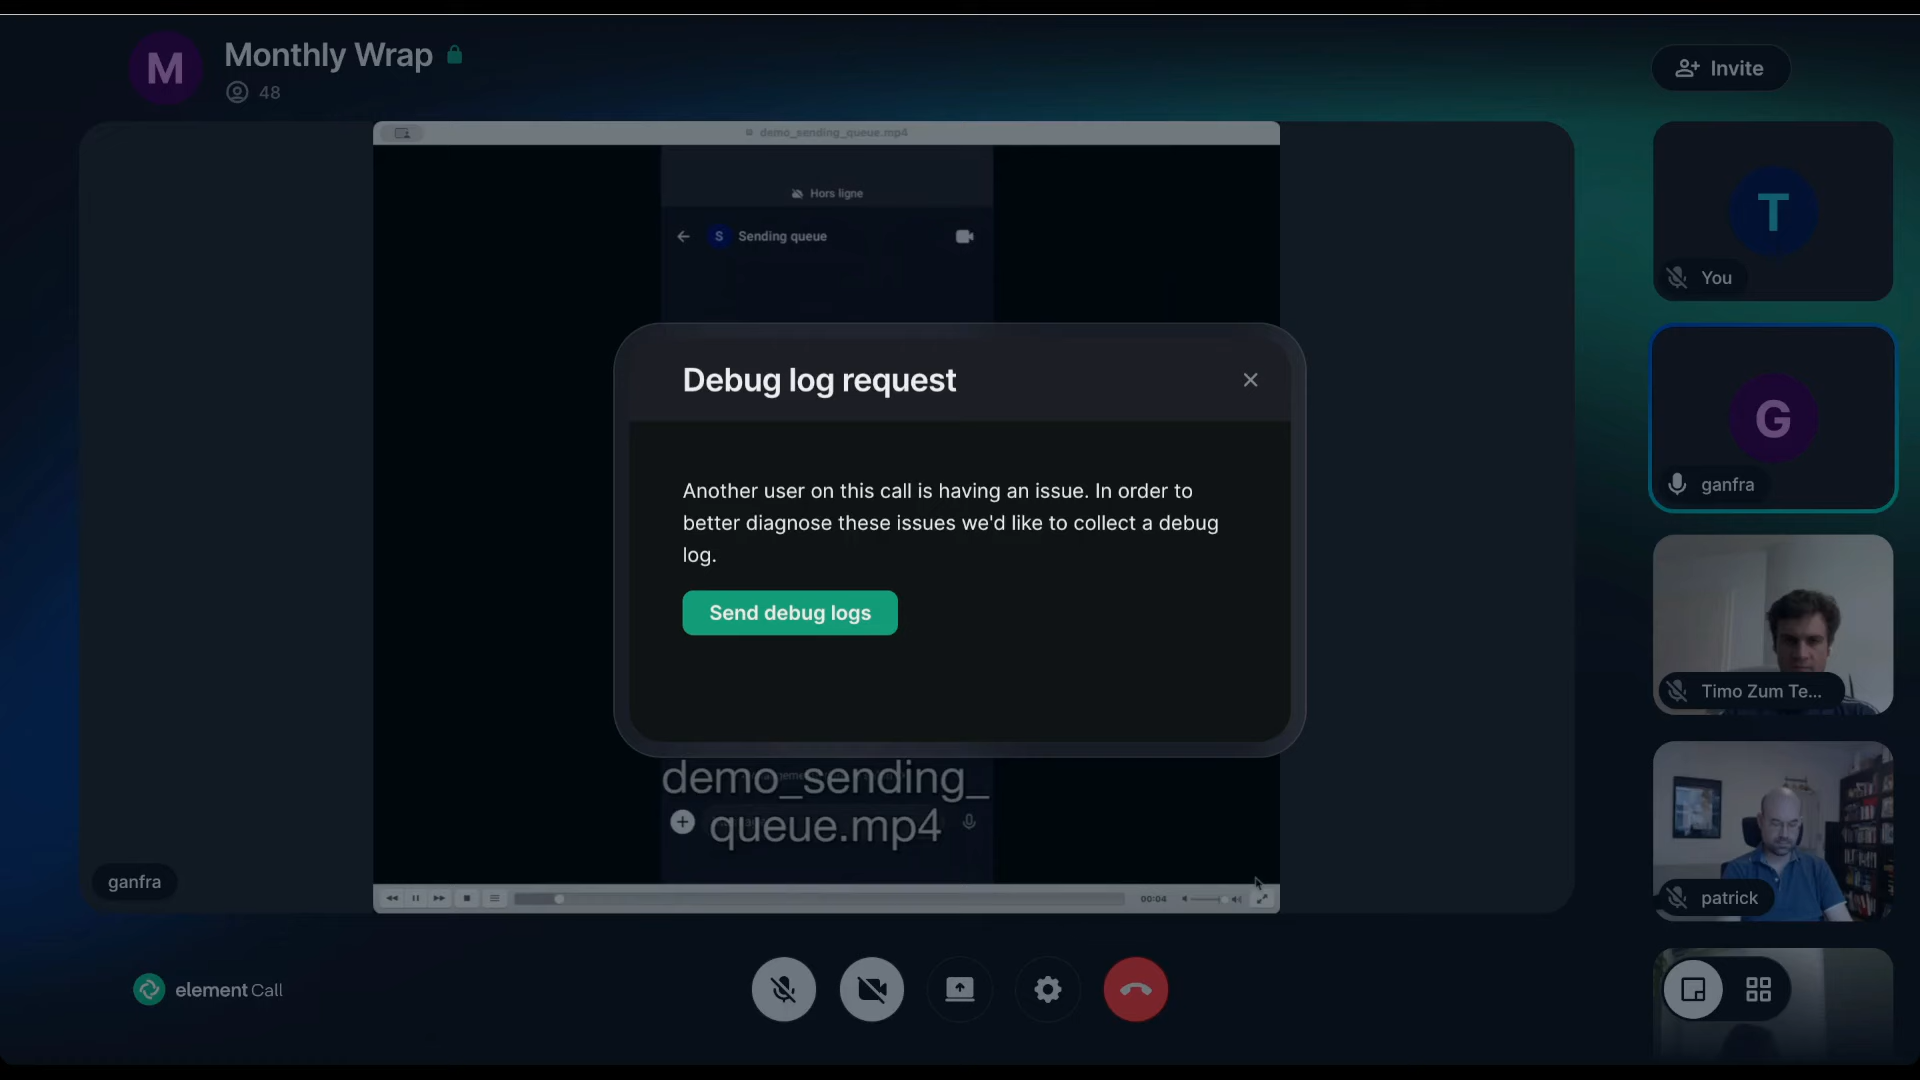 M
Monthly Wrap
48
Invite
demo_sending_queue.mp4
Hors ligne
S Sending queue
T
You
Debug log request
G
ganfra
Another user on this call is having an issue. In order to
better diagnose these issues we'd like to collect a debug
log.
Send debug logs
Timo Zum Te...
demo_sending_
queue.mp4
patrick
ganfra
00:04
element Call